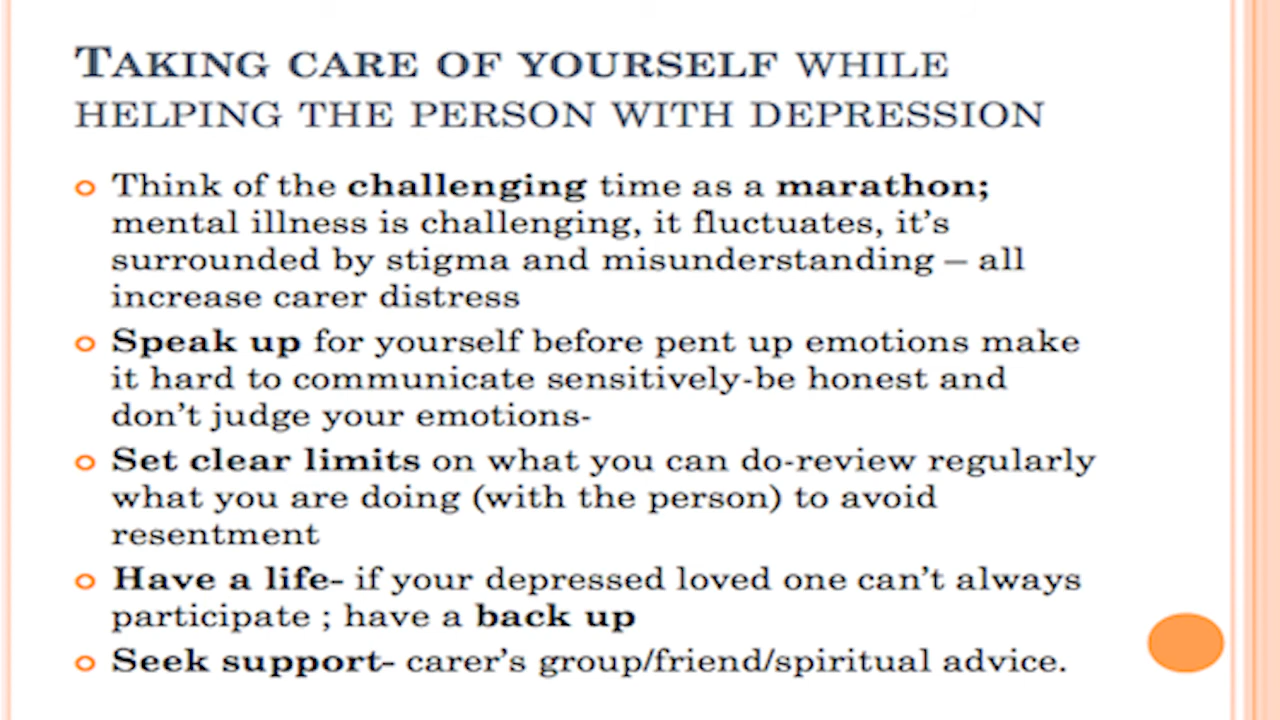 TAKING CARE OF YOURSELF WHILE
HELPING THE PERSON WITH DEPRESSION
Think of the challenging time as a marathon;
mental illness is challenging, it fluctuates, it's
surrounded by stigma and misunderstanding – all
increase carer distress
Speak up for yourself before pent up emotions make
it hard to communicate sensitively-be honest and
don't judge your emotions-
Set clear limits on what you can do-review regularly
what you are doing (with the person) to avoid
resentment
Have a life- if your depressed loved one can't always
participate ; have a back up
Seek support- carer's group/friend/spiritual advice.